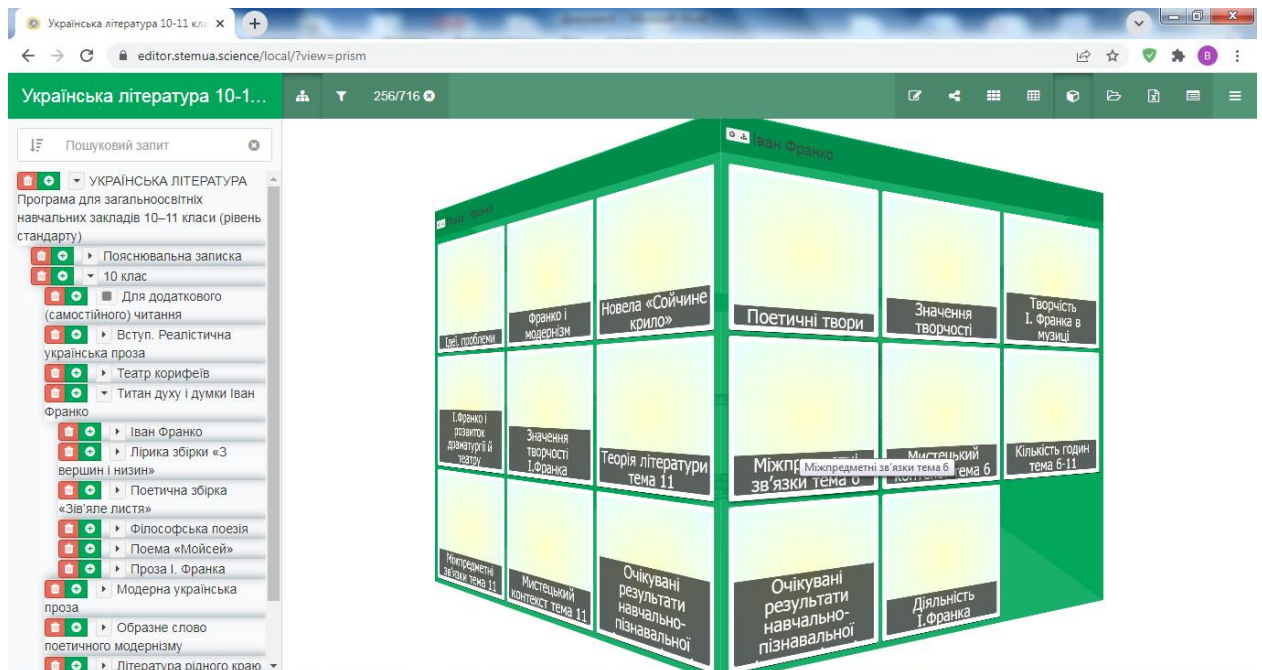 Українська література 10-11 кла
editor.stemua.science/local/?view=prism
B
Українська література 10-1...
256/716
Пошуковий запит
УКРАЇНСЬКА ЛІТЕРАТУРА
Програма для загальноосвітніх
навчальних закладів 10–11 класи (рівень
стандарту)
Пояснювальна записка
10 клас
Для додаткового
(самостійного) читання
Вступ. Реалістична
українська проза
Театр корифеїв
Титан духу і думки Іван
Франко
Іван Франко
Лірика збірки «З
вершин і низин»
Поетична збірка
«Зів'яле листя»
Філософська поезія
Поема «Мойсей»
Проза І. Франка
Модерна українська
проза
Образне слово
поетичного модернізму
Література рідного краю
Франка
Ідеї, проблеми
Франко і
модернізм
Новела «Сойчине
крило»
І.Франко і
розвиток
драматургії й
театру
Значення
творчості
І.Франка
Теорія літератури
тема 11
Міжпредметні
зв'язки тема 11
Мистецький
контекст тема 11
Очікувані
результати
навчально-
пізнавальної
Іван Франко
Поетичні твори
Значення
творчості
Творчість
І. Франка в
музиці
Міжпредметні зв'язки тема 6
зв'язки тема 6
Мистецький
тема 6
Кількість годин
тема 6-11
Очікувані
результати
навчально-
пізнавальної
Діяльність
І.Франка